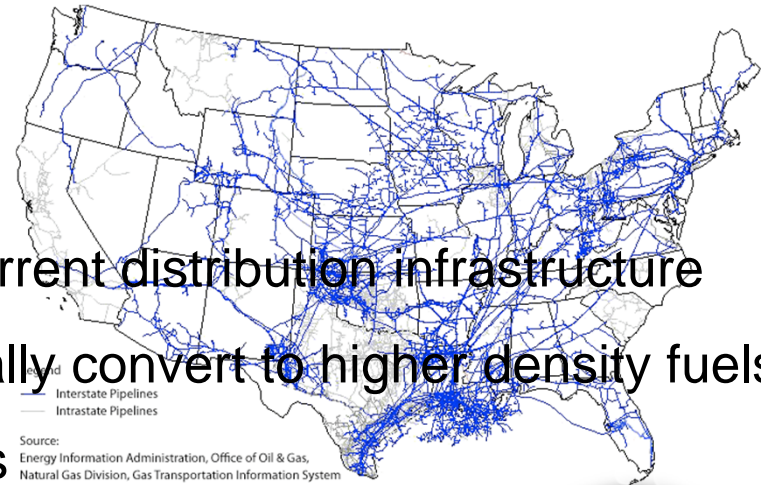 rrent distribution infrastructure
ally convert to higher density fuels
Interstate Pipelines
Intrastate Pipelines
s
Source:
Energy Information Administration, Office of Oil & Gas,
Natural Gas Division, Gas Transportation Information System